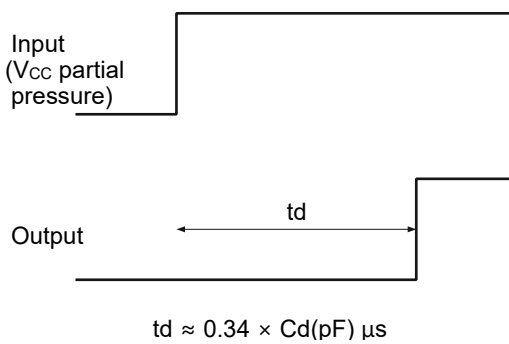 Input
(VCC partial
pressure)
td
Output
td ≈ 0.34 × Cd(pF) μs